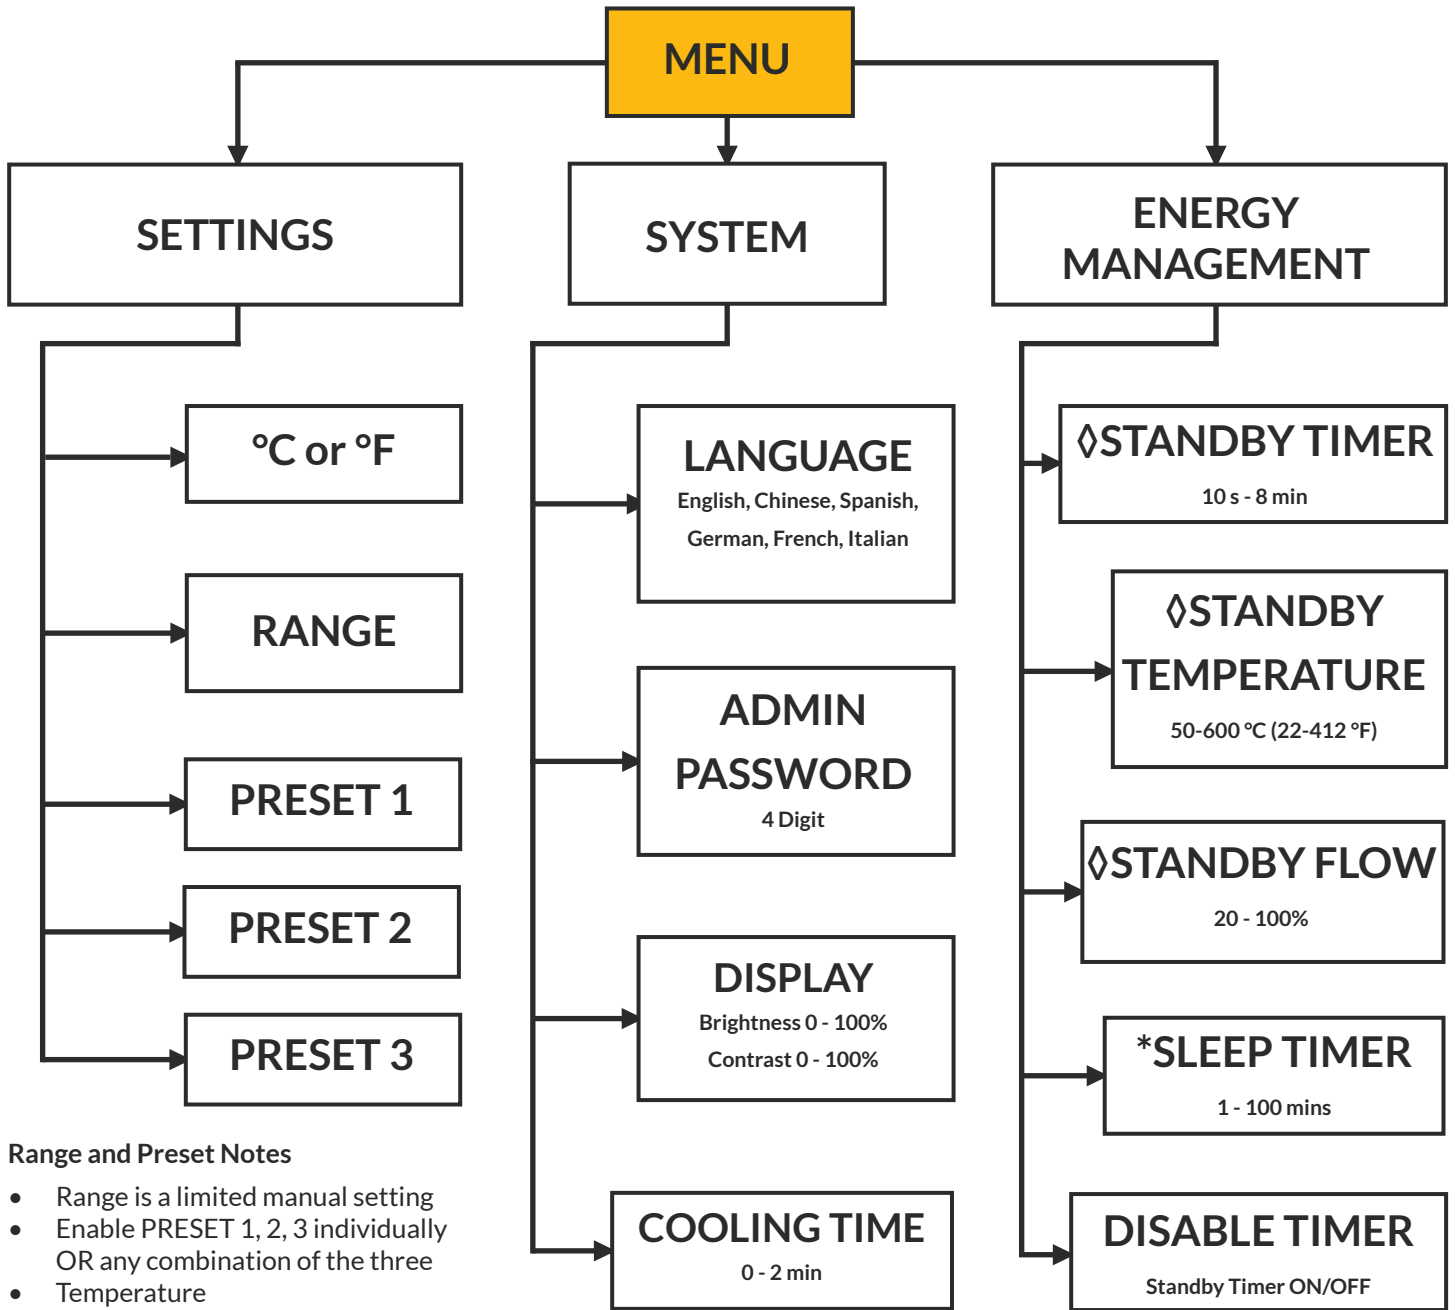 MENU
SETTINGS
°C or °F
RANGE
PRESET 1
PRESET 2
PRESET 3
Range and Preset Notes
• Range is a limited manual setting
• Enable PRESET 1, 2, 3 individually
OR any combination of the three
• Temperature
SYSTEM
LANGUAGE
English, Chinese, Spanish,
German, French, Italian
ADMIN
PASSWORD
4 Digit
DISPLAY
Brightness 0 - 100%
Contrast 0 - 100%
COOLING TIME
0 - 2 min
ENERGY
MANAGEMENT
◊STANDBY TIMER
10 s - 8 min
◊STANDBY
TEMPERATURE
50-600 °C (22-412 °F)
◊STANDBY FLOW
20 - 100%
*SLEEP TIMER
1 - 100 mins
DISABLE TIMER
Standby Timer ON/OFF